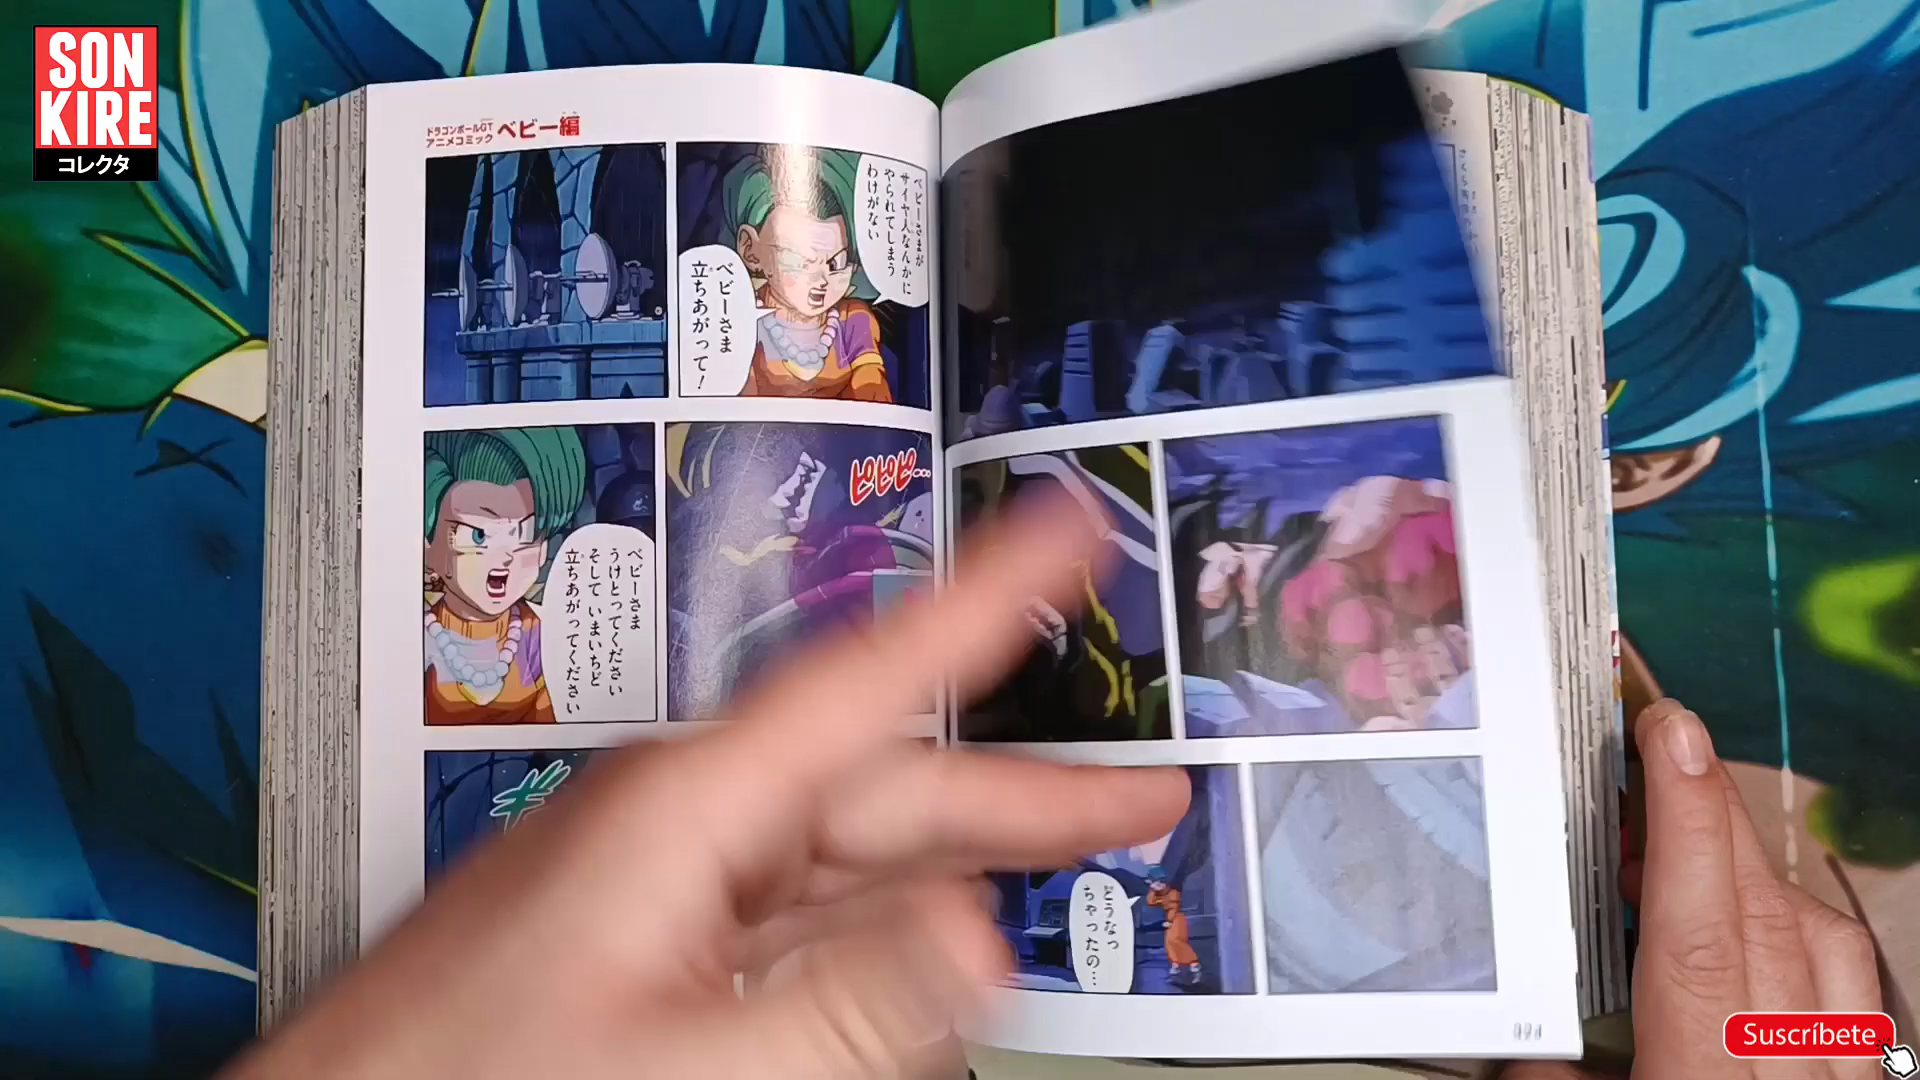 SON
KIRE
コレクタ
ドラゴンボールGT
アニメコミック ベビー編
ベビーさまが
サイヤ人なんかに
やられてしまう
わけがない
ベビーさま
立ちあがって!
ピピピ…
ベビーさま
うけとってください
そして いまいちど
立ちあがってください
ギ
どうなっ
ちゃったの…
Suscríbete